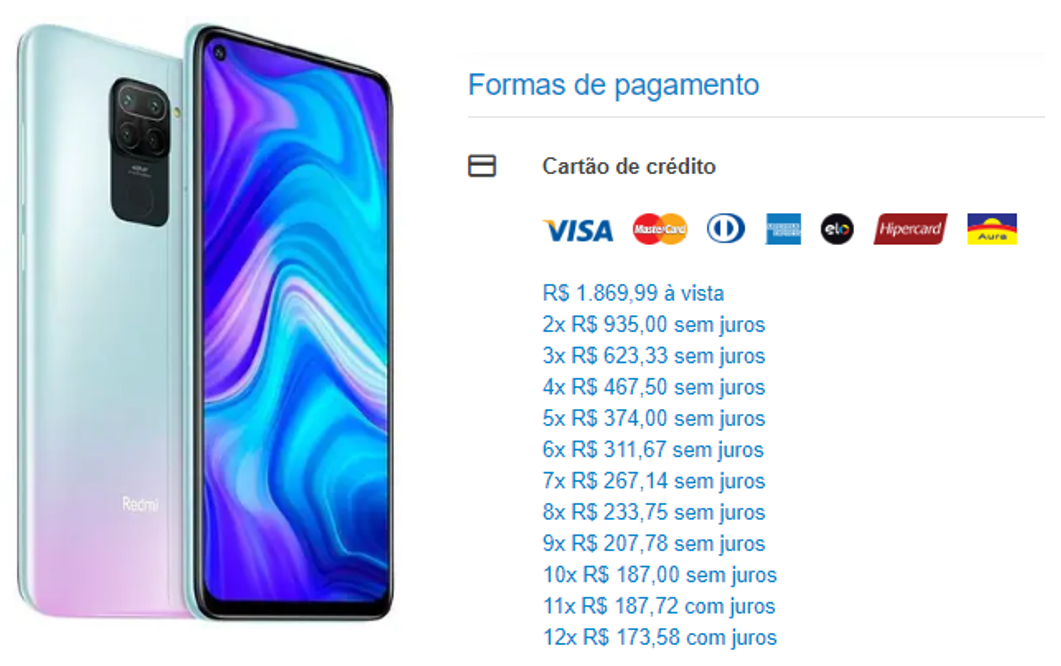 Redmi
Formas de pagamento
Cartão de crédito
VISA MasterCard elo Hipercard Aura
R$ 1.869,99 à vista
2x R$ 935,00 sem juros
3x R$ 623,33 sem juros
4x R$ 467,50 sem juros
5x R$ 374,00 sem juros
6x R$ 311,67 sem juros
7x R$ 267,14 sem juros
8x R$ 233,75 sem juros
9x R$ 207,78 sem juros
10x R$ 187,00 sem juros
11x R$ 187,72 com juros
12x R$ 173,58 com juros